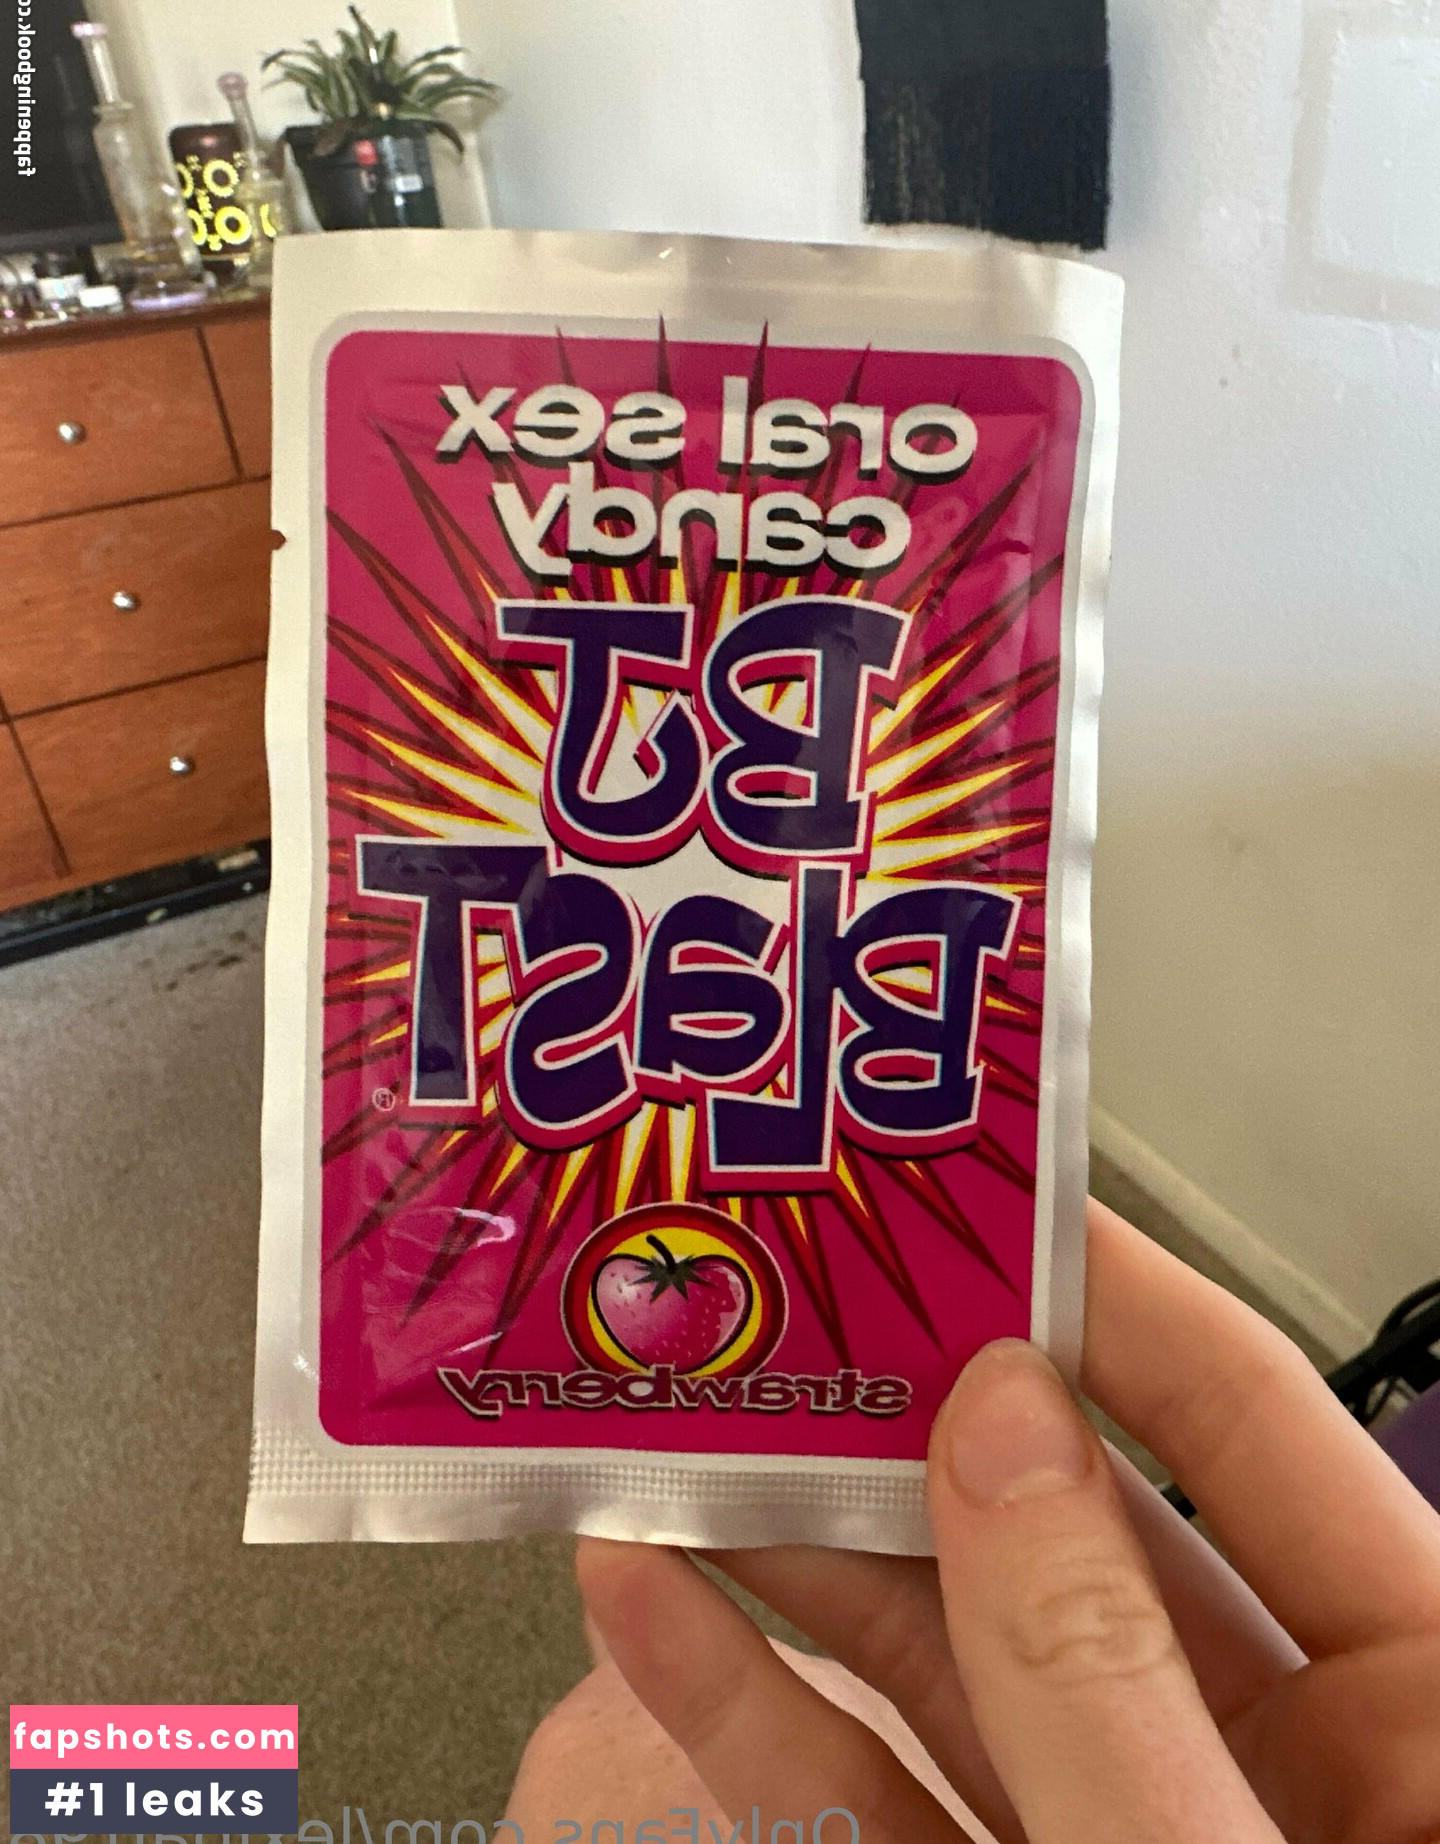 oral sex
candy
BJ
Blast
®
strawberry
fapshots.com
#1 leaks